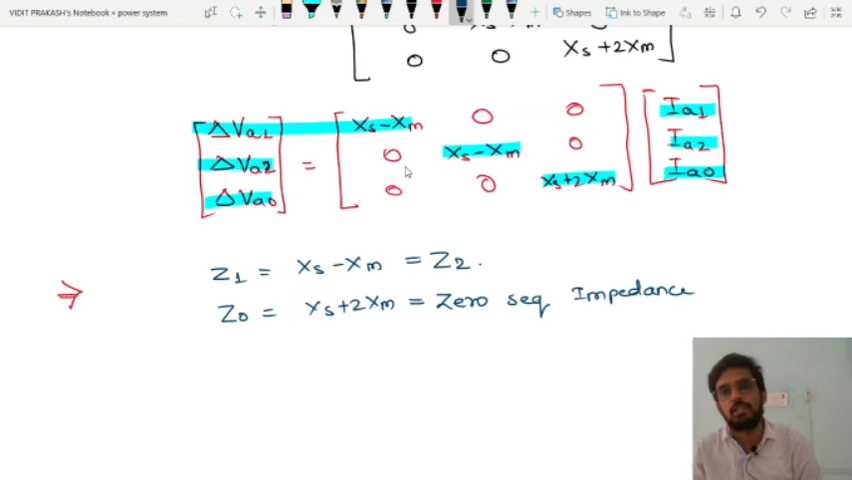 VIDIT PRAKASH's Notebook » power system
Shapes Ink to Shape
0 0 Xs+2Xm
ΔVa1 Xs-Xm 0 0 Ia1
ΔVa2 = 0 Xs-Xm 0 Ia2
ΔVa0 0 0 Xs+2Xm Ia0
Z1 = Xs-Xm = Z2.
⇒ Z0 = Xs+2Xm = Zero seq Impedance